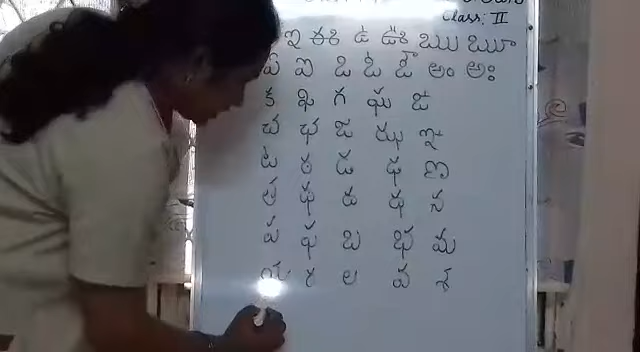 Class: II
ఇ ఈ ఉ ఊ ఋ ౠ
ఏ ఐ ఒ ఓ ఔ అం అః
క ఖ గ ఘ ఙ
చ ఛ జ ఝ ఞ
ట ఠ డ ఢ ణ
త థ ద ధ న
ప ఫ బ భ మ
య ర ల వ శ